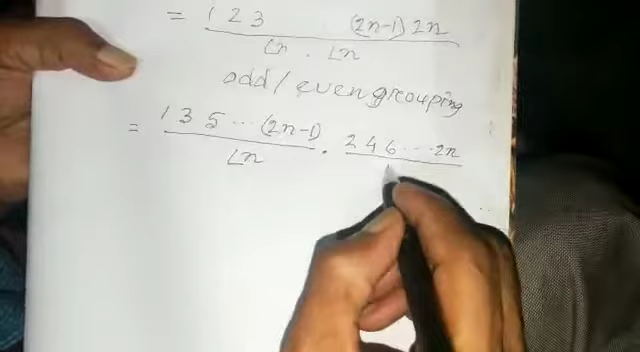 = 1 2 3 (2n-1) 2n / ∟n . ∟n
odd / even grouping
= 1 3 5 ... (2n-1) / ∟n . 2 4 6 ... 2n /